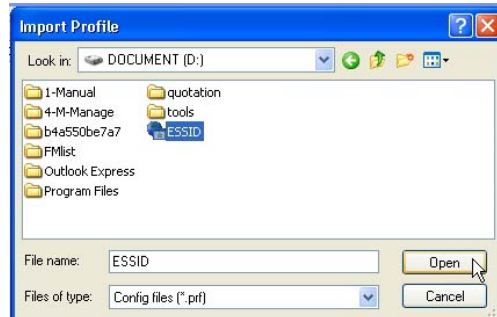 Import Profile
Look in: DOCUMENT (D:)
1-Manual quotation
4-M-Manage tools
b4a550be7a7 ESSID
FMlist
Outlook Express
Program Files
File name: ESSID Open
Files of type: Config files (*.prf) Cancel